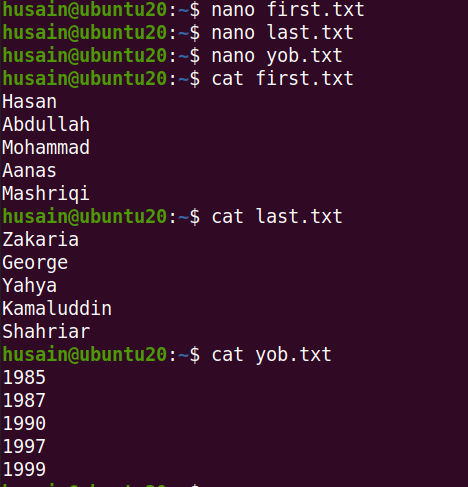 husain@ubuntu20:~$ nano first.txt
husain@ubuntu20:~$ nano last.txt
husain@ubuntu20:~$ nano yob.txt
husain@ubuntu20:~$ cat first.txt
Hasan
Abdullah
Mohammad
Aanas
Mashriqi
husain@ubuntu20:~$ cat last.txt
Zakaria
George
Yahya
Kamaluddin
Shahriar
husain@ubuntu20:~$ cat yob.txt
1985
1987
1990
1997
1999